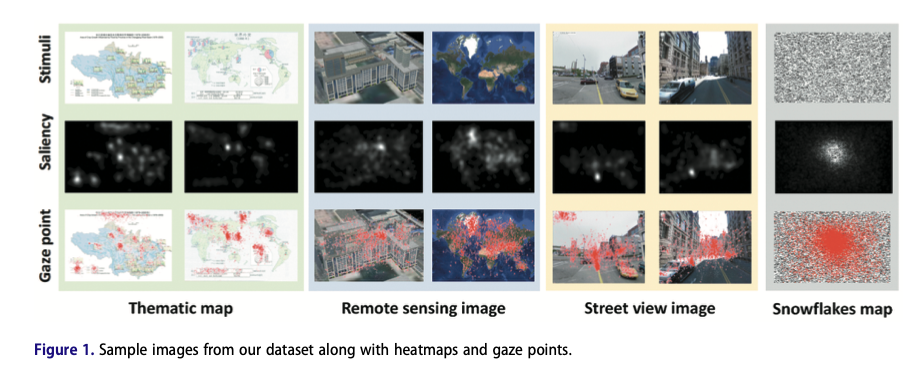 Stimuli
Saliency
Gaze point
Thematic map
Remote sensing image
Street view image
Snowflakes map
Figure 1. Sample images from our dataset along with heatmaps and gaze points.